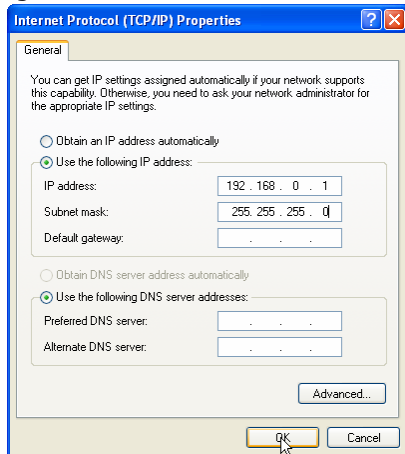 Internet Protocol (TCP/IP) Properties
General
You can get IP settings assigned automatically if your network supports
this capability. Otherwise, you need to ask your network administrator for
the appropriate IP settings.
Obtain an IP address automatically
Use the following IP address:
IP address: 192 . 168 . 0 . 1
Subnet mask: 255 . 255 . 255 . 0
Default gateway: . . .
Obtain DNS server address automatically
Use the following DNS server addresses:
Preferred DNS server: . . .
Alternate DNS server: . . .
Advanced...
OK Cancel